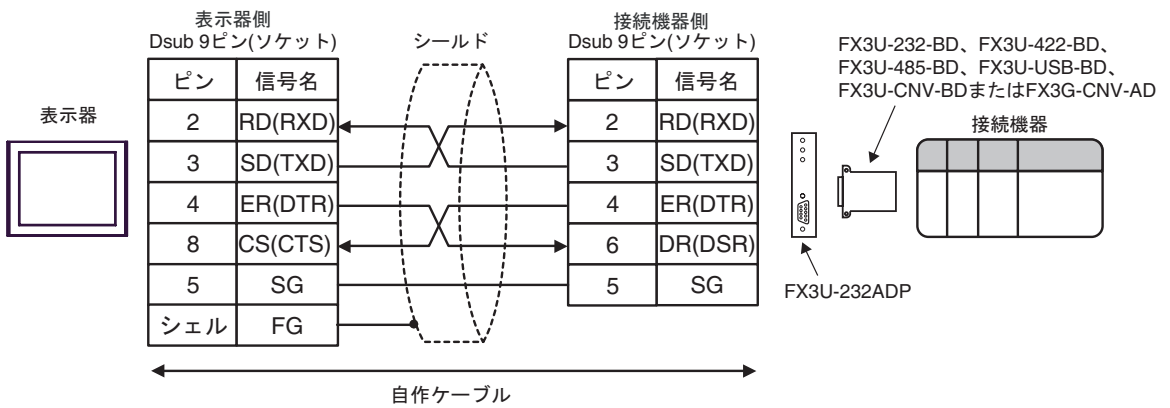 表示器側
Dsub 9ピン(ソケット)
シールド
接続機器側
Dsub 9ピン(ソケット)
FX3U-232-BD、FX3U-422-BD、
FX3U-485-BD、FX3U-USB-BD、
FX3U-CNV-BDまたはFX3G-CNV-AD
表示器
接続機器
ピン 信号名 ピン 信号名
2 RD(RXD) 2 RD(RXD)
3 SD(TXD) 3 SD(TXD)
4 ER(DTR) 4 ER(DTR)
8 CS(CTS) 6 DR(DSR)
5 SG 5 SG
シェル FG
FX3U-232ADP
自作ケーブル